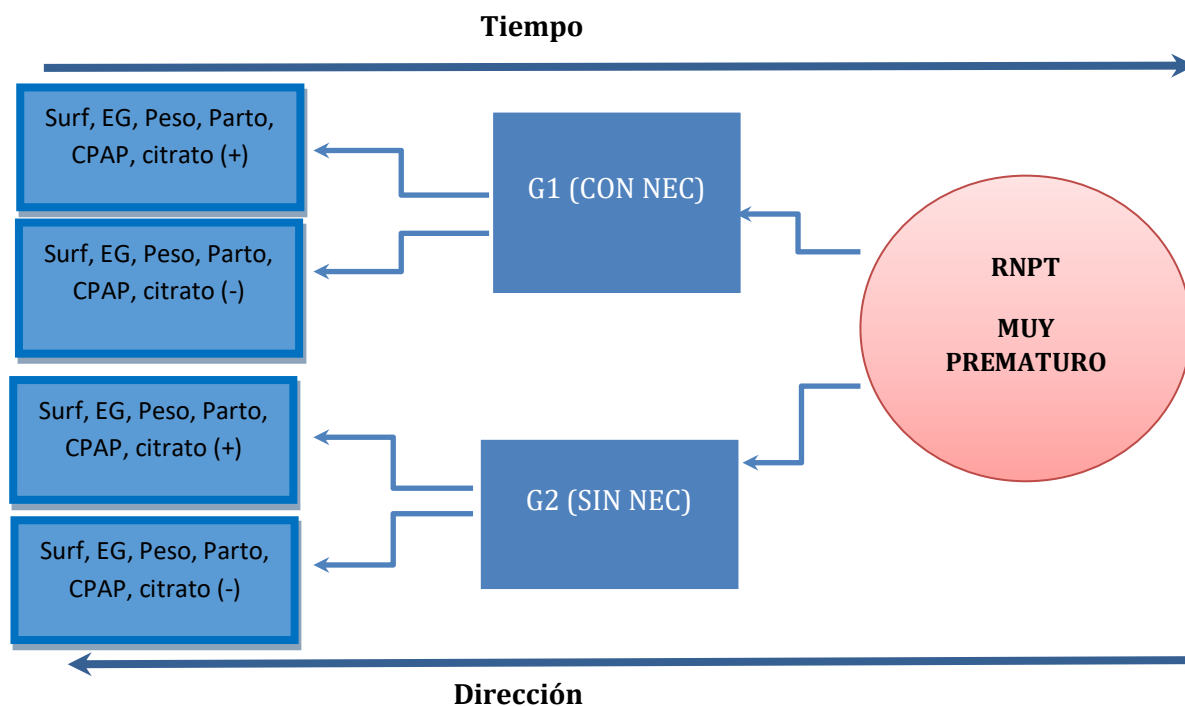 Tiempo
Surf, EG, Peso, Parto,
CPAP, citrato (+)
Surf, EG, Peso, Parto,
CPAP, citrato (-)
G1 (CON NEC)
RNPT
MUY
PREMATURO
Surf, EG, Peso, Parto,
CPAP, citrato (+)
Surf, EG, Peso, Parto,
CPAP, citrato (-)
G2 (SIN NEC)
Dirección